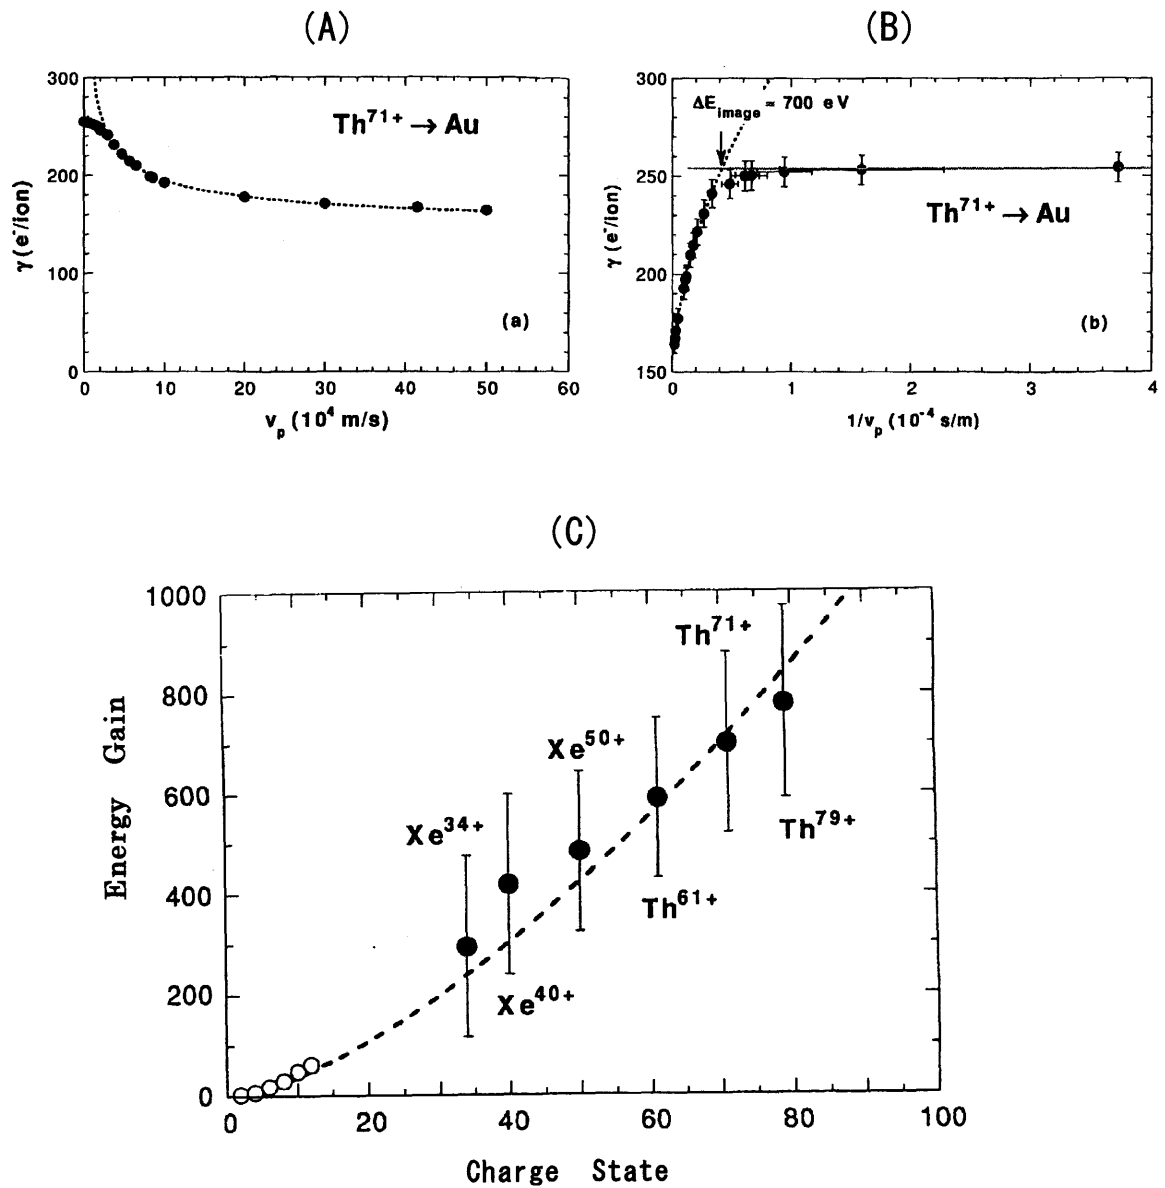 (A)
300
200
100
0
γ (e⁻/ion)
Th⁷¹⁺ → Au
(a)
0 10 20 30 40 50 60
vₚ (10⁴ m/s)
(B)
300
250
200
150
γ (e⁻/ion)
ΔE_image = 700 eV
Th⁷¹⁺ → Au
(b)
0 1 2 3 4
1/vₚ (10⁻⁴ s/m)
(C)
1000
800
600
400
200
0
Energy Gain
Th⁷¹⁺
Xe⁵⁰⁺
Xe³⁴⁺
Th⁷⁹⁺
Th⁶¹⁺
Xe⁴⁰⁺
0 20 40 60 80 100
Charge State